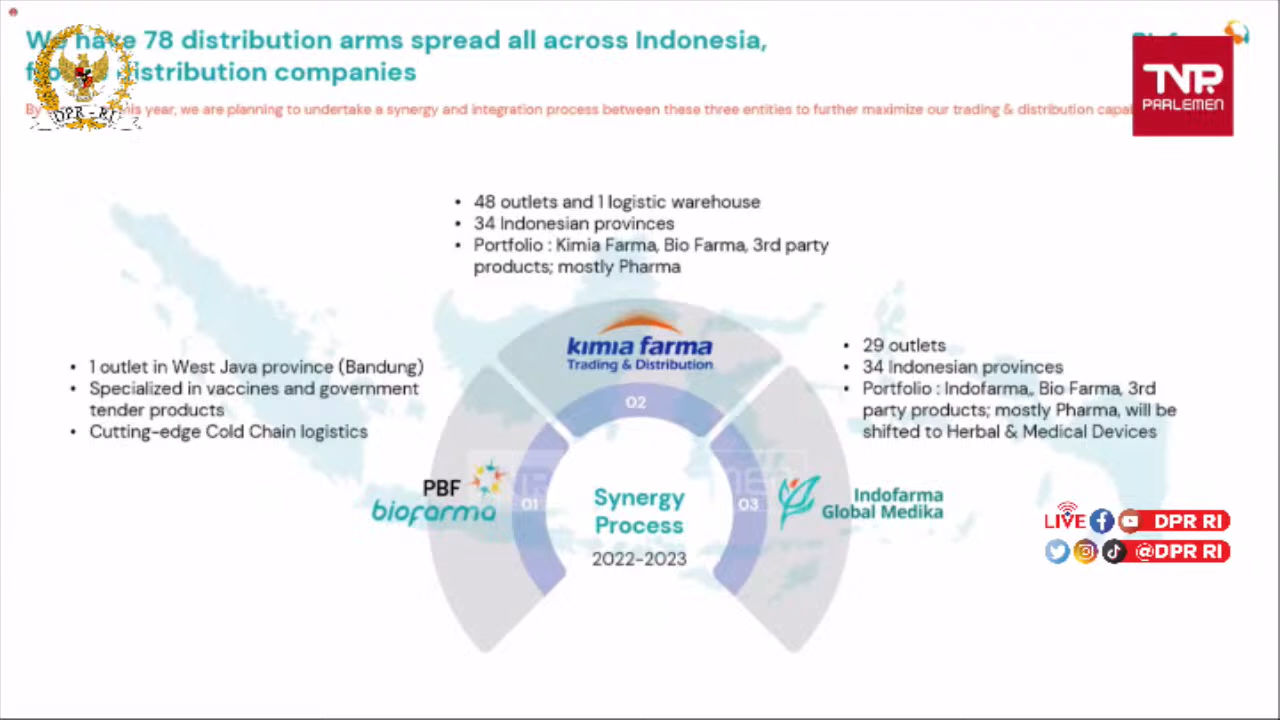 We have 78 distribution arms spread all across Indonesia,
distribution companies
By year, we are planning to undertake a synergy and integration process between these three entities to further maximize our trading & distribution
DPR - RI
TVR
PARLEMEN
• 48 outlets and 1 logistic warehouse
• 34 Indonesian provinces
• Portfolio : Kimia Farma, Bio Farma, 3rd party
products; mostly Pharma
kimia farma
Trading & Distribution
02
• 1 outlet in West Java province (Bandung)
• Specialized in vaccines and government
tender products
• Cutting-edge Cold Chain logistics
PBF
biofarma
01
• 29 outlets
• 34 Indonesian provinces
• Portfolio : Indofarma,, Bio Farma, 3rd
party products; mostly Pharma, will be
shifted to Herbal & Medical Devices
03
Indofarma
Global Medika
Synergy
Process
2022-2023
LIVE DPR RI
@DPR RI